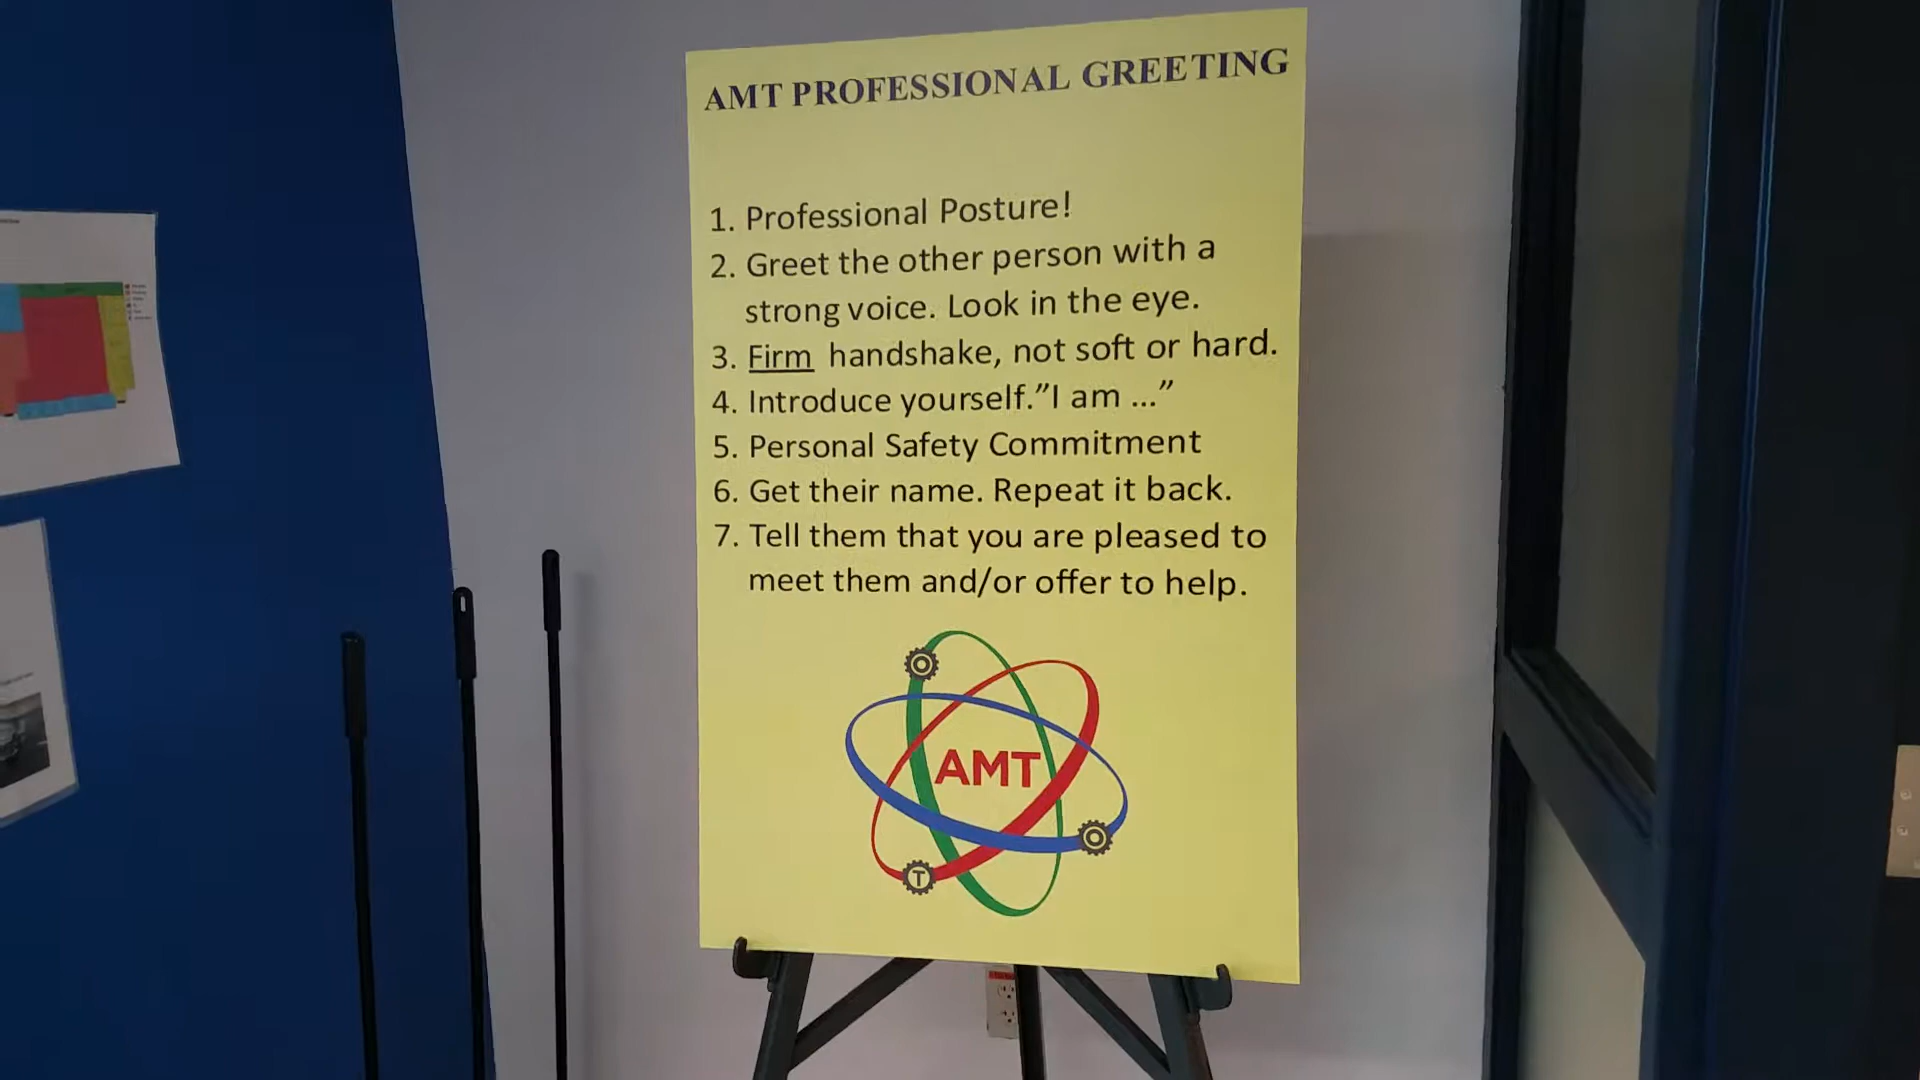 AMT PROFESSIONAL GREETING
1. Professional Posture!
2. Greet the other person with a
strong voice. Look in the eye.
3. Firm handshake, not soft or hard.
4. Introduce yourself.”I am ...”
5. Personal Safety Commitment
6. Get their name. Repeat it back.
7. Tell them that you are pleased to
meet them and/or offer to help.
AMT
T